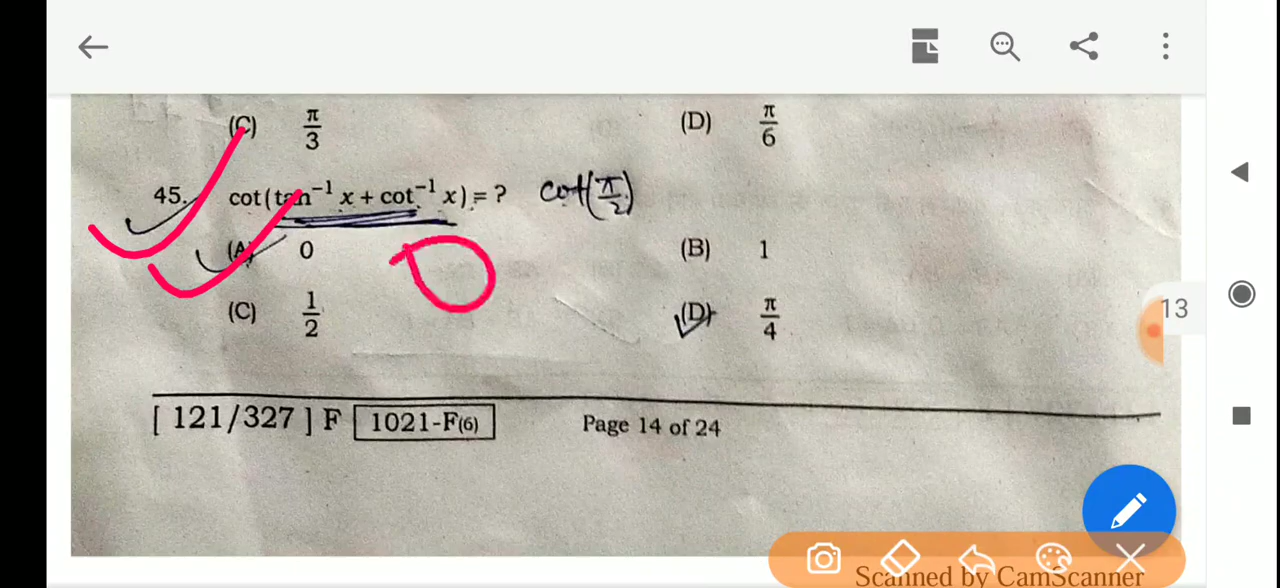 (C) π/3 (D) π/6
45. cot(tan⁻¹ x + cot⁻¹ x) = ? cot(π/2)
(A) 0 (B) 1
(C) 1/2 (D) π/4
13
[ 121/327 ] F 1021-F(6) Page 14 of 24
Scanned by CamScanner